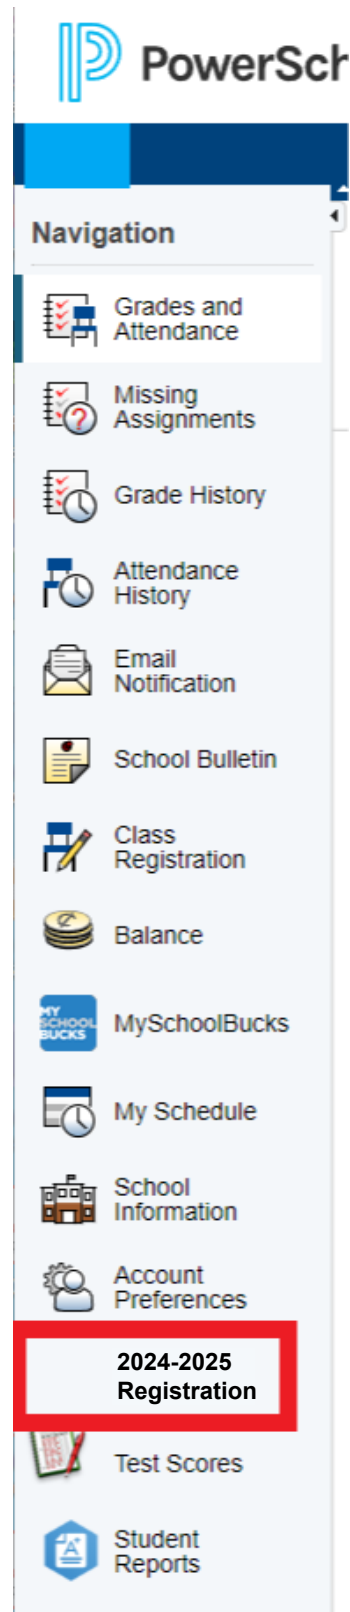 PowerSch
Navigation
Grades and
Attendance
Missing
Assignments
Grade History
Attendance
History
Email
Notification
School Bulletin
Class
Registration
Balance
MY
SCHOOL
BUCKS
MySchoolBucks
My Schedule
School
Information
Account
Preferences
2024-2025
Registration
Test Scores
Student
Reports